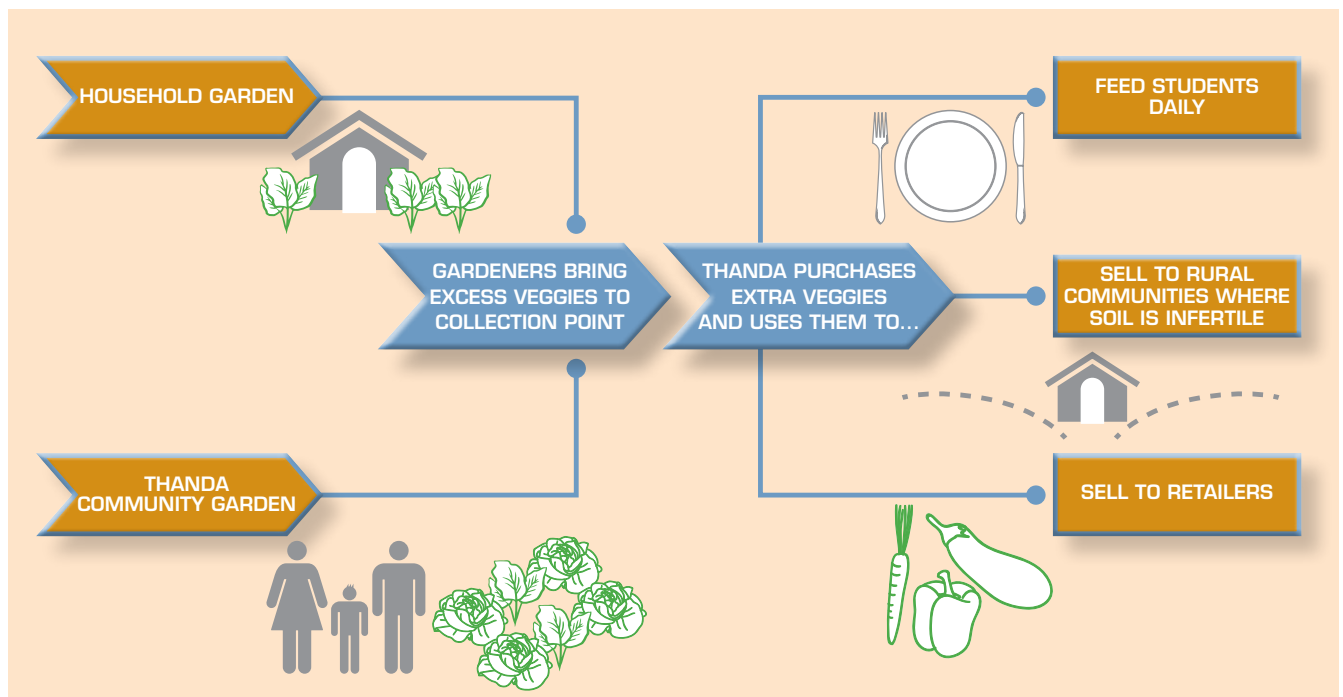 HOUSEHOLD GARDEN
THANDA
COMMUNITY GARDEN
GARDENERS BRING
EXCESS VEGGIES TO
COLLECTION POINT
THANDA PURCHASES
EXTRA VEGGIES
AND USES THEM TO...
FEED STUDENTS
DAILY
SELL TO RURAL
COMMUNITIES WHERE
SOIL IS INFERTILE
SELL TO RETAILERS